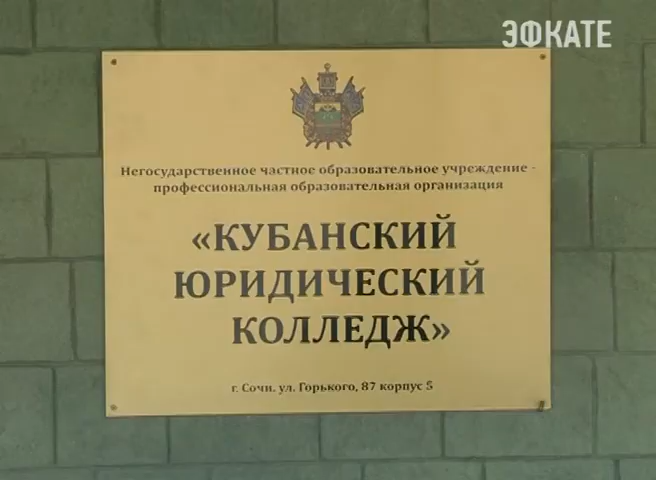 ЭФКАТЕ
Негосударственное частное образовательное учреждение -
профессиональная образовательная организация
«КУБАНСКИЙ
ЮРИДИЧЕСКИЙ
КОЛЛЕДЖ»
г. Сочи. ул. Горького, 87 корпус 5